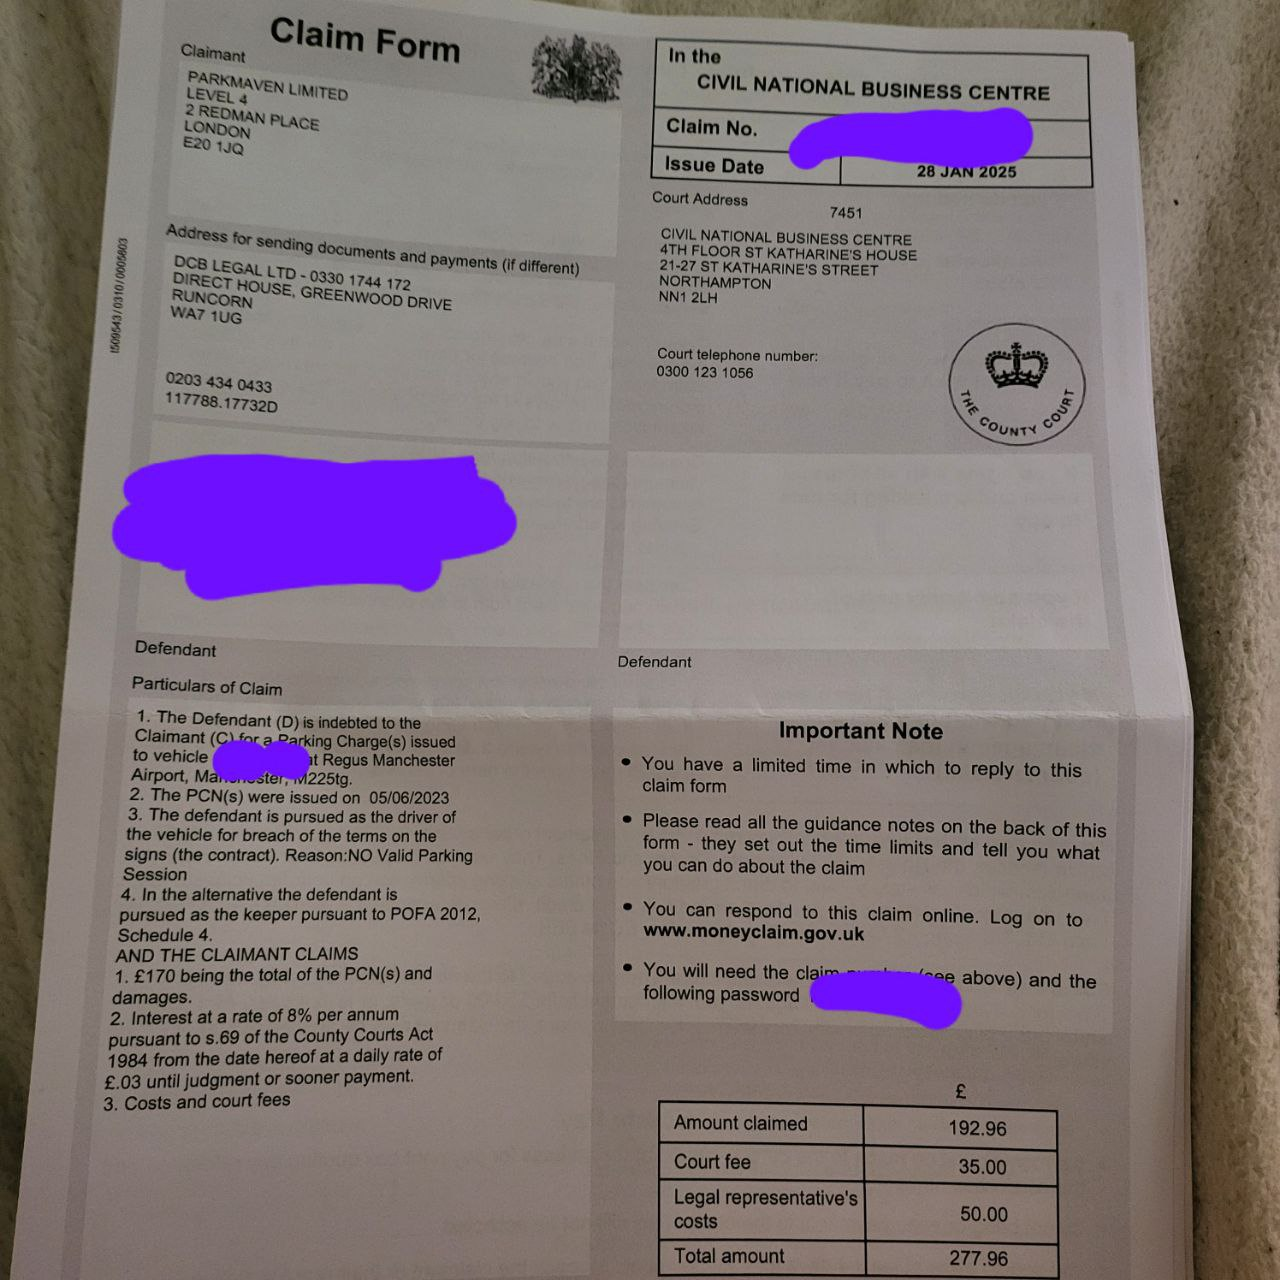 Claim Form
Claimant
PARKMAVEN LIMITED
LEVEL 4
2 REDMAN PLACE
LONDON
E20 1JQ
In the
CIVIL NATIONAL BUSINESS CENTRE
Claim No.
Issue Date
28 JAN 2025
Court Address
7451
CIVIL NATIONAL BUSINESS CENTRE
4TH FLOOR ST KATHARINE'S HOUSE
21-27 ST KATHARINE'S STREET
NORTHAMPTON
NN1 2LH
Court telephone number:
0300 123 1056
THE COUNTY COURT
Address for sending documents and payments (if different)
DCB LEGAL LTD - 0330 1744 172
DIRECT HOUSE, GREENWOOD DRIVE
RUNCORN
WA7 1UG
0203 434 0433
117788.17732D
I509543/0310/0005803
Defendant
Defendant
Particulars of Claim
1. The Defendant (D) is indebted to the
Claimant (C) for a Parking Charge(s) issued
to vehicle at Regus Manchester
Airport, Manchester, M225tg.
2. The PCN(s) were issued on 05/06/2023
3. The defendant is pursued as the driver of
the vehicle for breach of the terms on the
signs (the contract). Reason:NO Valid Parking
Session
4. In the alternative the defendant is
pursued as the keeper pursuant to POFA 2012,
Schedule 4.
AND THE CLAIMANT CLAIMS
1. £170 being the total of the PCN(s) and
damages.
2. Interest at a rate of 8% per annum
pursuant to s.69 of the County Courts Act
1984 from the date hereof at a daily rate of
£.03 until judgment or sooner payment.
3. Costs and court fees
Important Note
• You have a limited time in which to reply to this
claim form
• Please read all the guidance notes on the back of this
form - they set out the time limits and tell you what
you can do about the claim
• You can respond to this claim online. Log on to
www.moneyclaim.gov.uk
• You will need the claim number (see above) and the
following password
£
Amount claimed 192.96
Court fee 35.00
Legal representative's
costs 50.00
Total amount 277.96